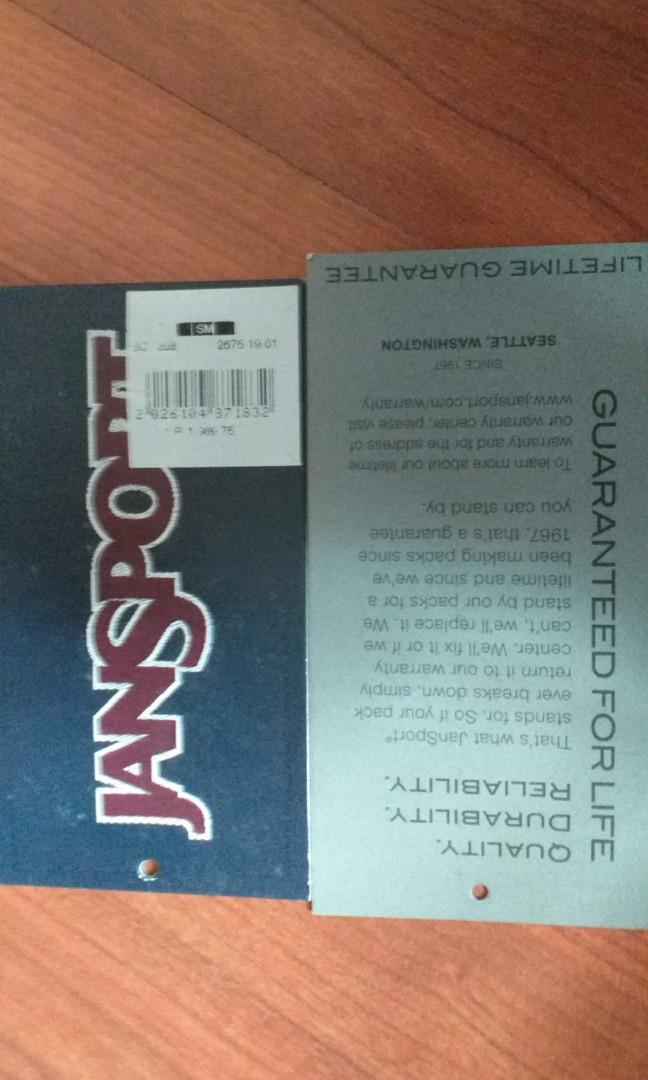 JANSPORT
SM
2675 19 01
2 026104 371832
GUARANTEED FOR LIFE
QUALITY.
DURABILITY.
RELIABILITY.
That's what JanSport®
stands for. So if your pack
ever breaks down, simply
return it to our warranty
center. We'll fix it or if we
can't, we'll replace it. We
stand by our packs for a
lifetime and since we've
been making packs since
1967, that's a guarantee
you can stand by.
To learn more about our lifetime
warranty and for the address of
our warranty center, please visit
www.jansport.com/warranty.
SINCE 1967
SEATTLE, WASHINGTON
LIFETIME GUARANTEE